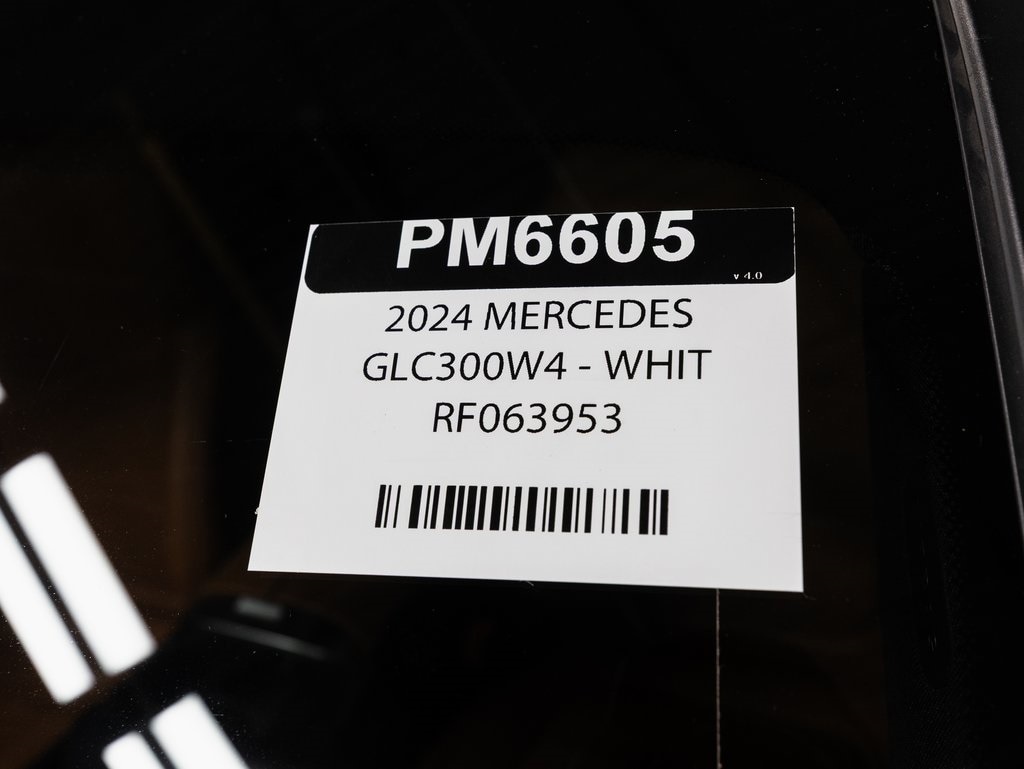 PM6605
v 4.0
2024 MERCEDES
GLC300W4 - WHIT
RF063953